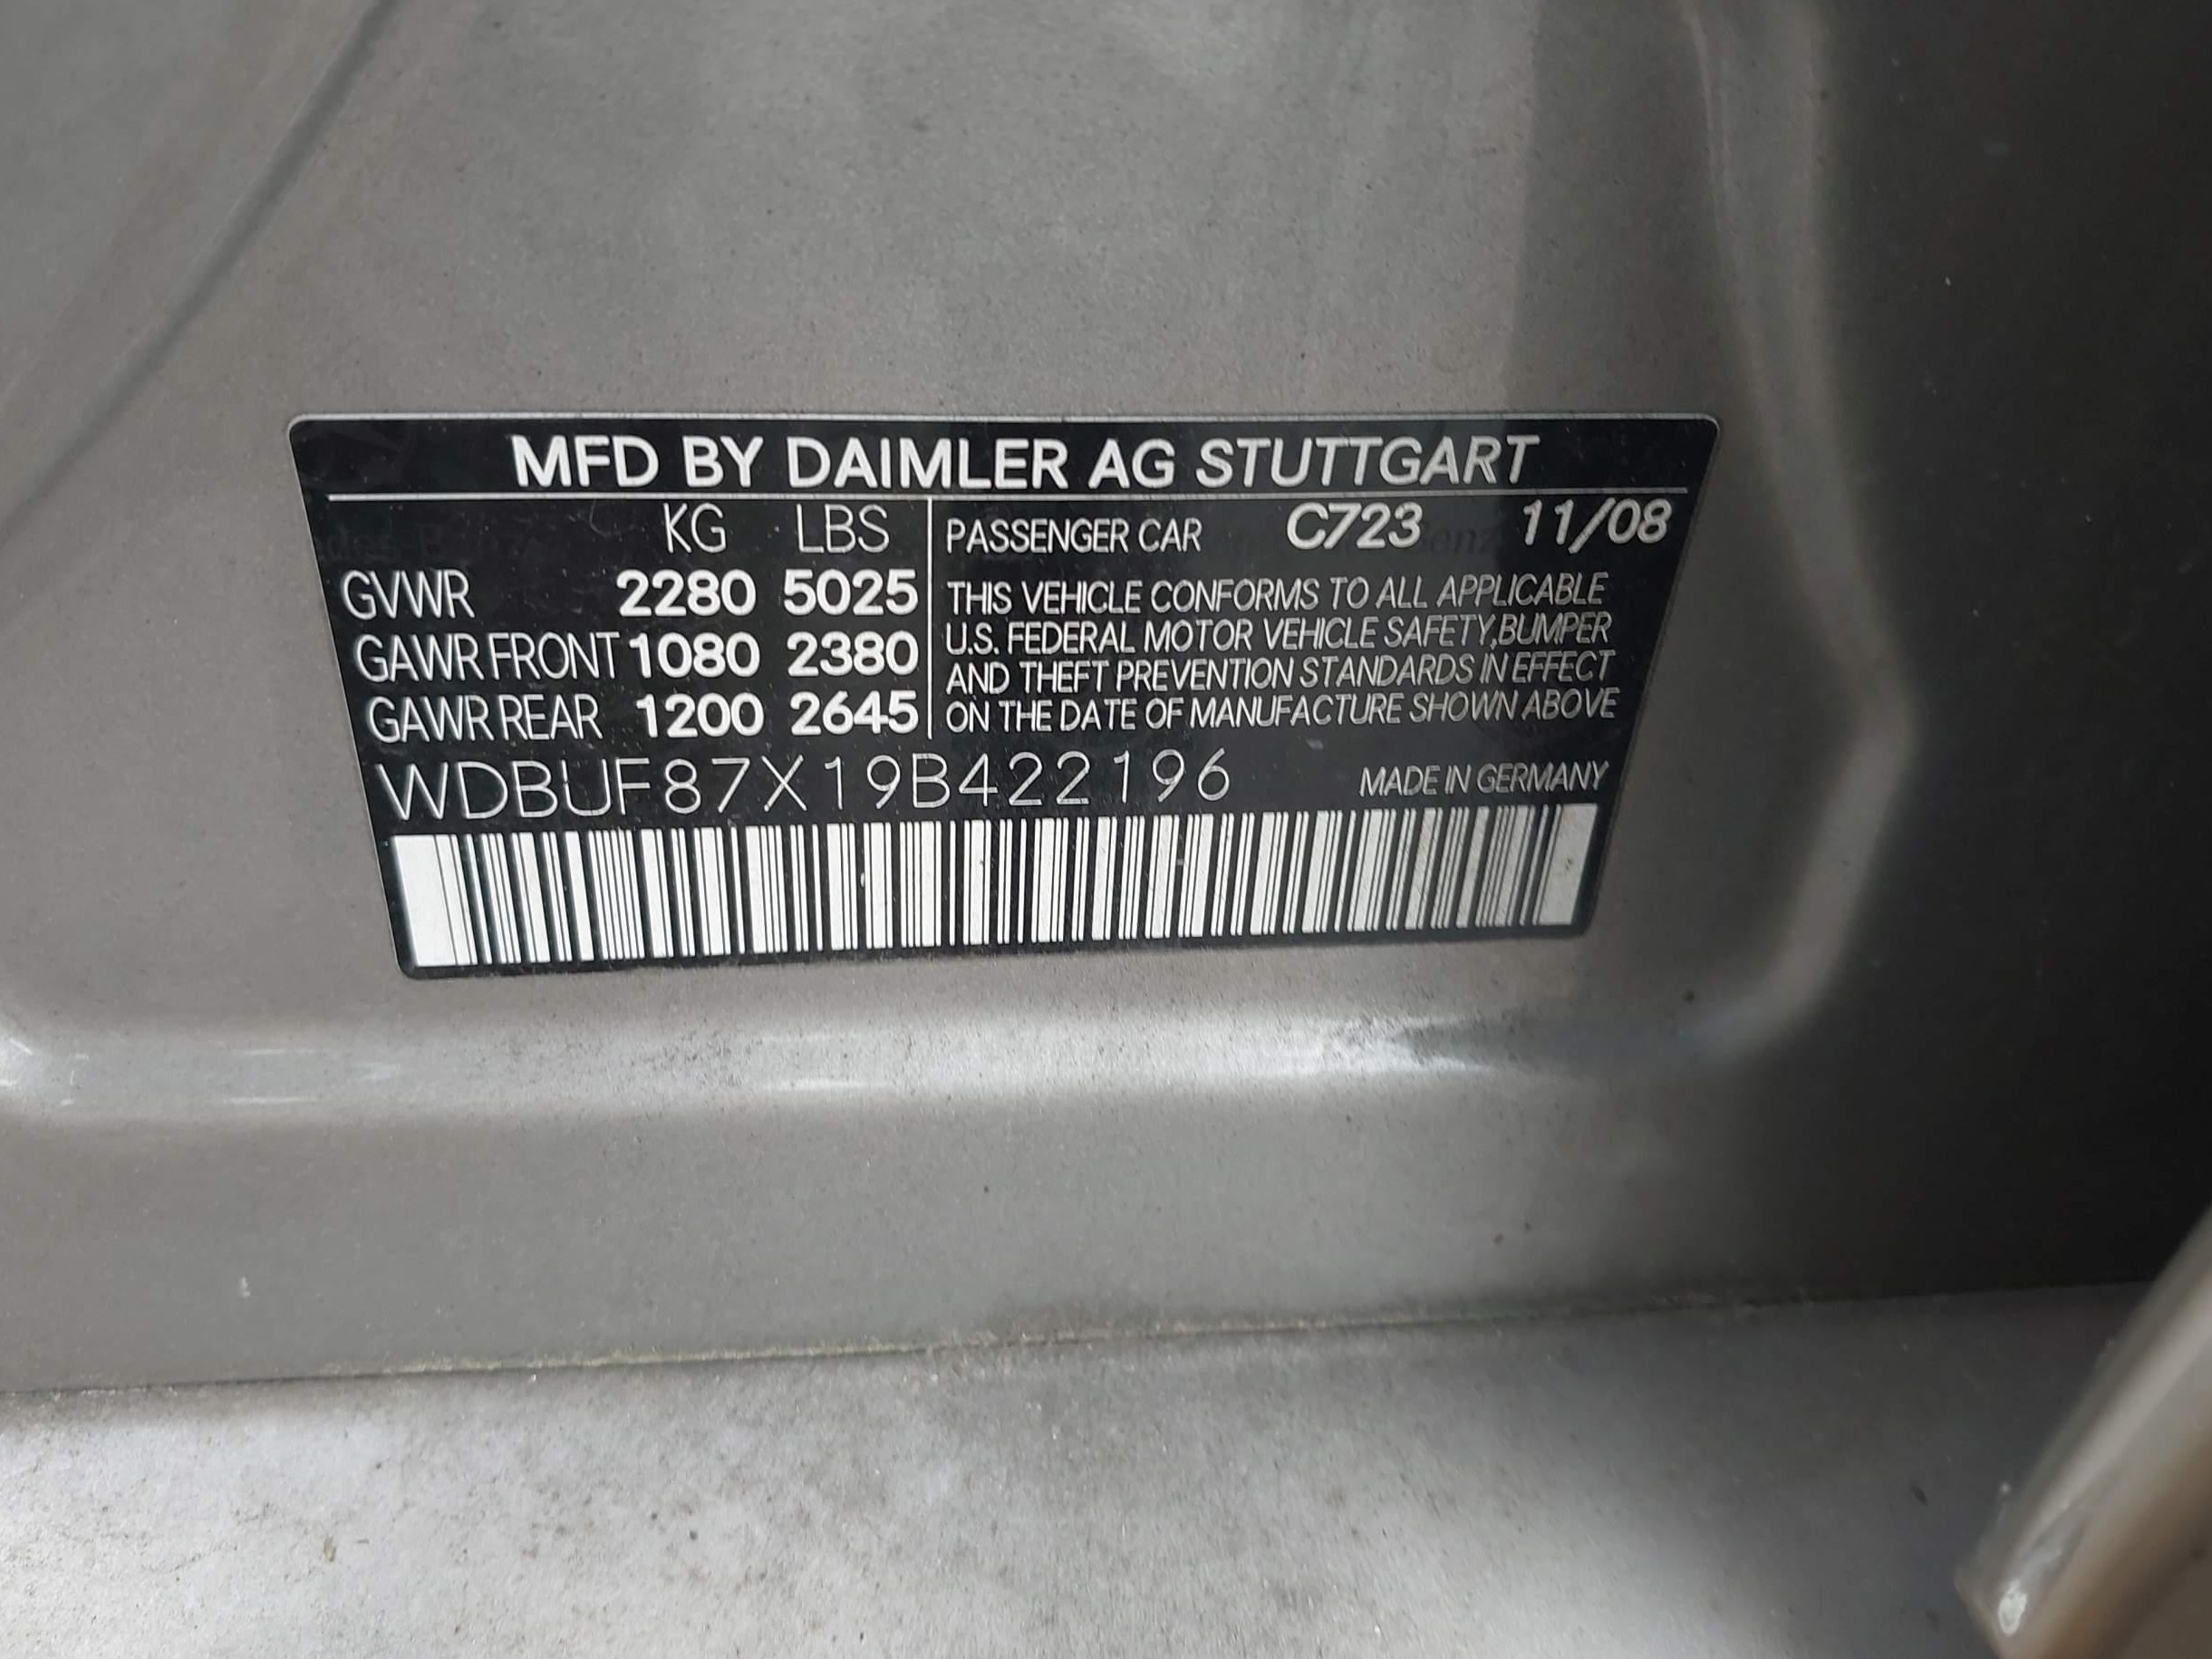 MFD BY DAIMLER AG STUTTGART
KG LBS
GVWR 2280 5025
GAWR FRONT 1080 2380
GAWR REAR 1200 2645
PASSENGER CAR C723 11/08
THIS VEHICLE CONFORMS TO ALL APPLICABLE
U.S. FEDERAL MOTOR VEHICLE SAFETY,BUMPER
AND THEFT PREVENTION STANDARDS IN EFFECT
ON THE DATE OF MANUFACTURE SHOWN ABOVE
WDBUF87X19B422196 MADE IN GERMANY